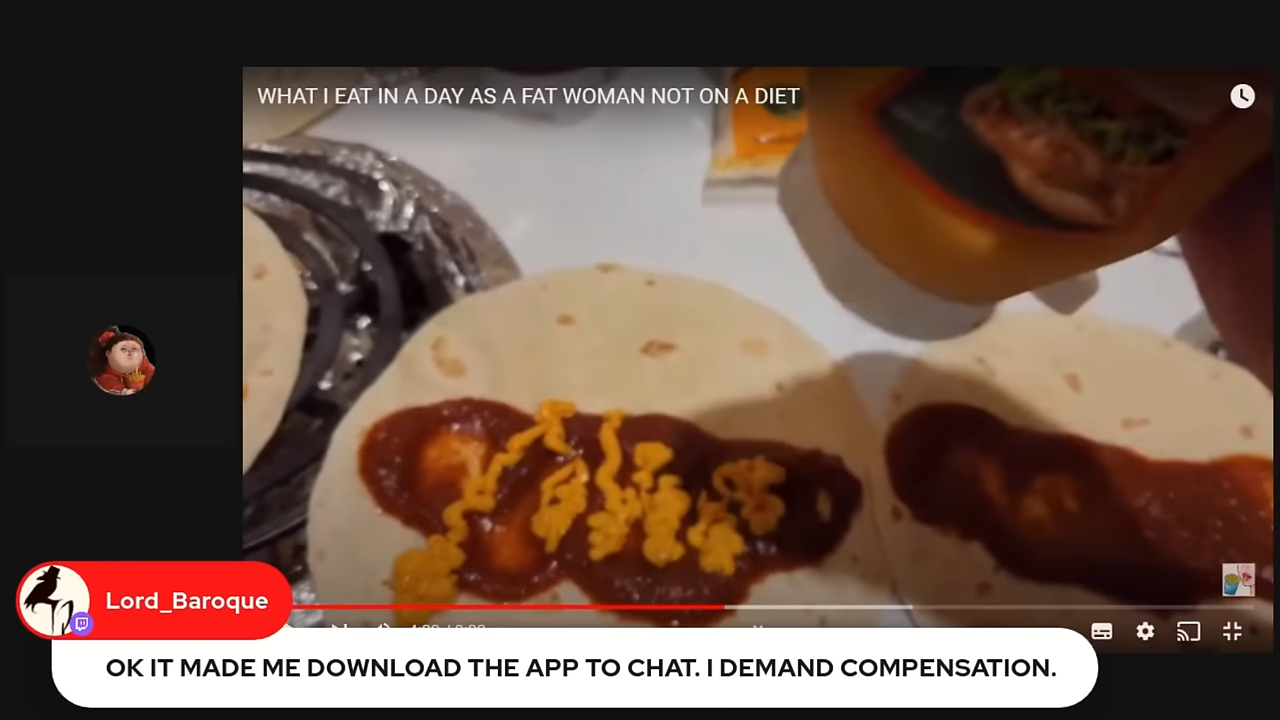 WHAT I EAT IN A DAY AS A FAT WOMAN NOT ON A DIET
Lord_Baroque
OK IT MADE ME DOWNLOAD THE APP TO CHAT. I DEMAND COMPENSATION.